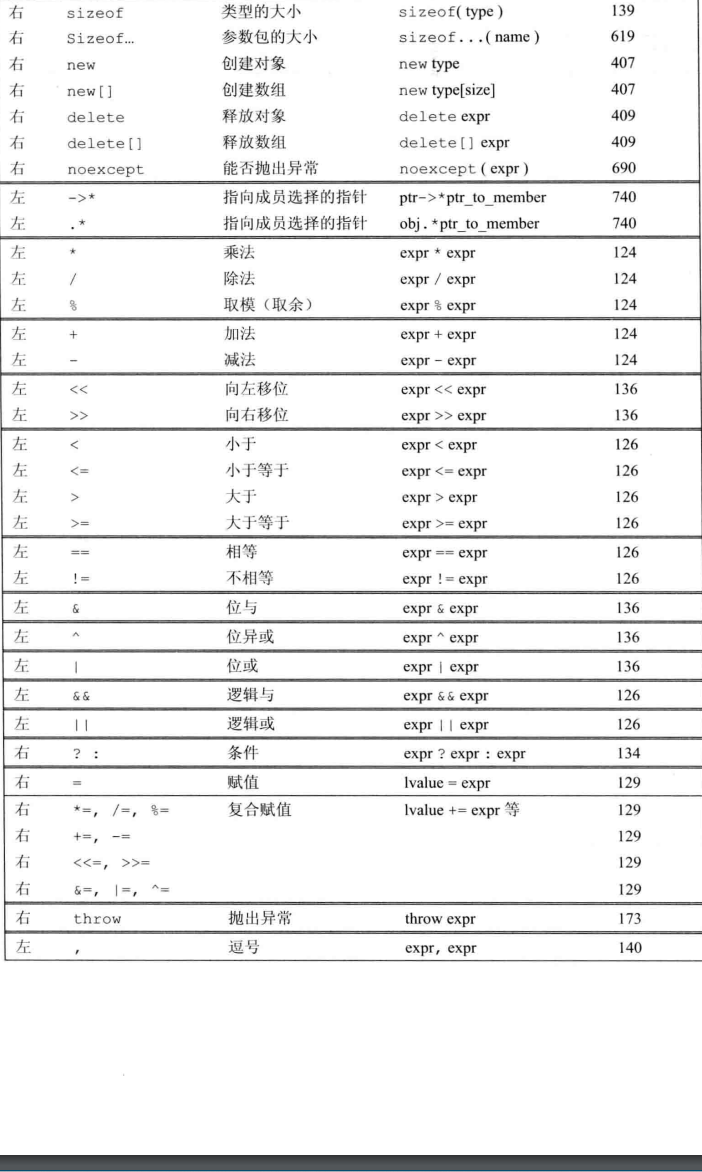 右 sizeof 类型的大小 sizeof( type ) 139
右 Sizeof… 参数包的大小 sizeof...( name ) 619
右 new 创建对象 new type 407
右 new[] 创建数组 new type[size] 407
右 delete 释放对象 delete expr 409
右 delete[] 释放数组 delete[] expr 409
右 noexcept 能否抛出异常 noexcept ( expr ) 690
左 ->* 指向成员选择的指针 ptr->*ptr_to_member 740
左 .* 指向成员选择的指针 obj.*ptr_to_member 740
左 * 乘法 expr * expr 124
左 / 除法 expr / expr 124
左 % 取模（取余） expr % expr 124
左 + 加法 expr + expr 124
左 - 减法 expr - expr 124
左 << 向左移位 expr << expr 136
左 >> 向右移位 expr >> expr 136
左 < 小于 expr < expr 126
左 <= 小于等于 expr <= expr 126
左 > 大于 expr > expr 126
左 >= 大于等于 expr >= expr 126
左 == 相等 expr == expr 126
左 != 不相等 expr != expr 126
左 & 位与 expr & expr 136
左 ^ 位异或 expr ^ expr 136
左 | 位或 expr | expr 136
左 && 逻辑与 expr && expr 126
左 || 逻辑或 expr || expr 126
右 ? : 条件 expr ? expr : expr 134
右 = 赋值 lvalue = expr 129
右 *=, /=, %= 复合赋值 lvalue += expr 等 129
右 +=, -= 129
右 <<=, >>= 129
右 &=, |=, ^= 129
右 throw 抛出异常 throw expr 173
左 , 逗号 expr, expr 140